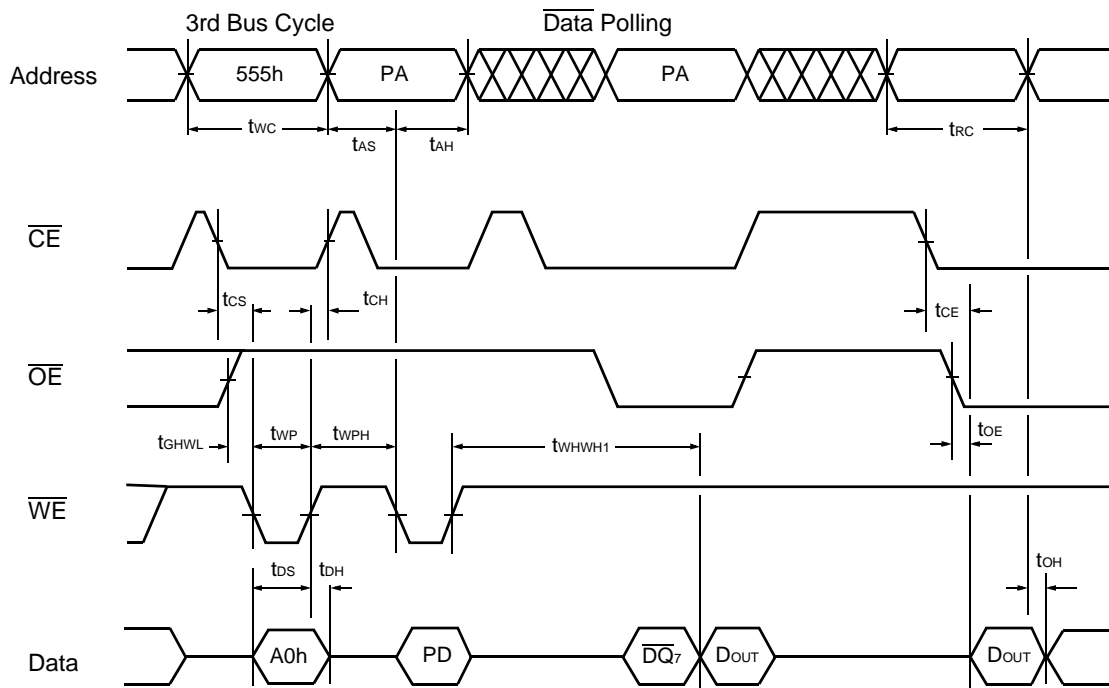 3rd Bus Cycle Data Polling
Address 555h PA PA
tWC tAS tAH tRC
CE
tCS tCH tCE
OE
tGHWL tWP tWPH tWHWH1 tOE
WE
tDS tDH tOH
Data A0h PD DQ7 DOUT DOUT